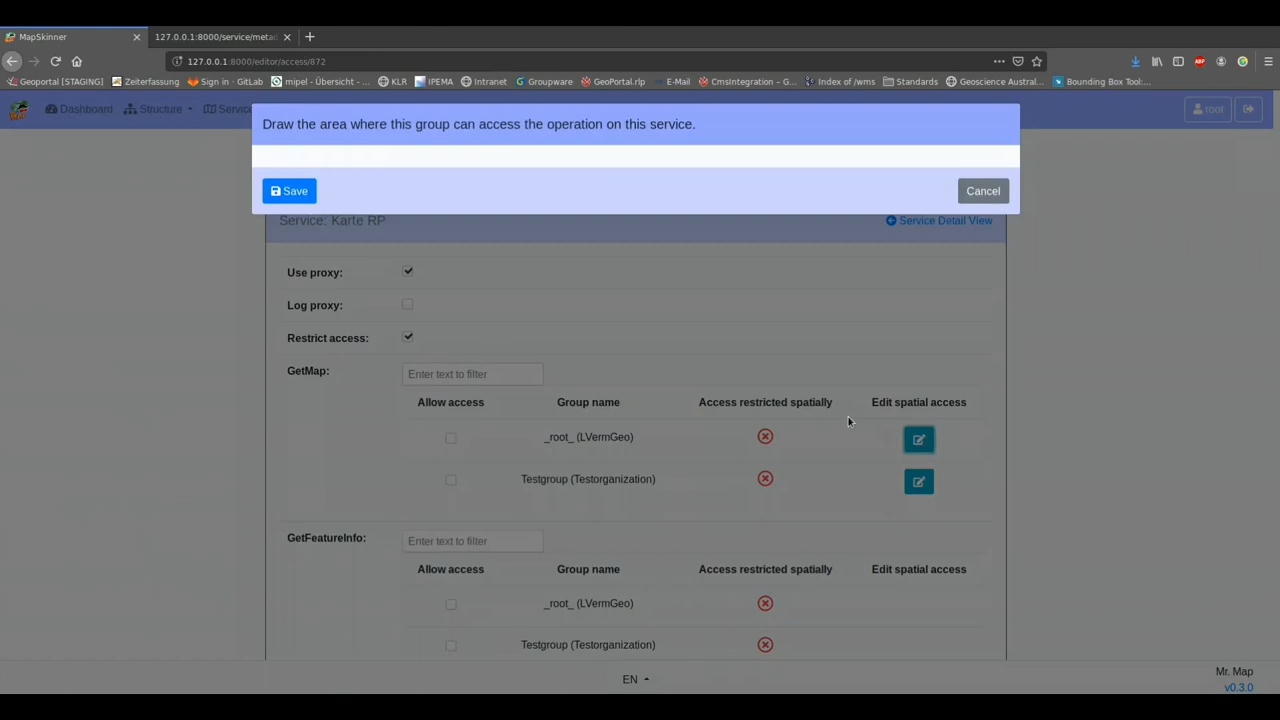 MapSkinner
127.0.0.1:8000/service/metad
127.0.0.1:8000/editor/access/872
Geoportal [STAGING] Zeiterfassung Sign in · GitLab mipel - Übersicht - ... KLR IPEMA Intranet Groupware GeoPortal.rlp E-Mail CmsIntegration – G... Index of /wms Standards Geoscience Austral... Bounding Box Tool:...
Dashboard Structure Service root
Draw the area where this group can access the operation on this service.
Save Cancel
Service: Karte RP Service Detail View
Use proxy:
Log proxy:
Restrict access:
GetMap: Enter text to filter
Allow access Group name Access restricted spatially Edit spatial access
_root_ (LVermGeo)
Testgroup (Testorganization)
GetFeatureInfo: Enter text to filter
Allow access Group name Access restricted spatially Edit spatial access
_root_ (LVermGeo)
Testgroup (Testorganization)
EN
Mr. Map
v0.3.0